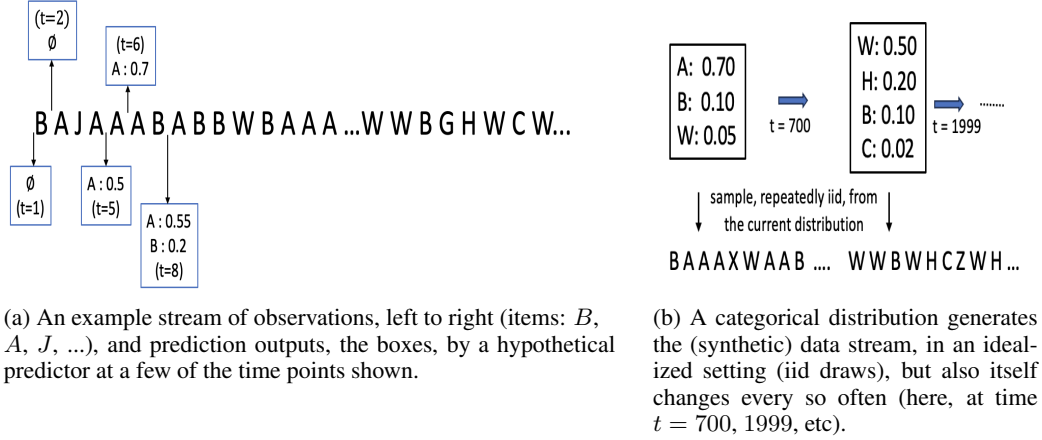 (t=2)
Ø
(t=6)
A : 0.7
B A J A A A B A B B W B A A A ...W W B G H W C W...
Ø
(t=1)
A : 0.5
(t=5)
A : 0.55
B : 0.2
(t=8)
(a) An example stream of observations, left to right (items: B,
A, J, ...), and prediction outputs, the boxes, by a hypothetical
predictor at a few of the time points shown.
A: 0.70
B: 0.10
W: 0.05
t = 700
W: 0.50
H: 0.20
B: 0.10
C: 0.02
........
t = 1999
sample, repeatedly iid, from
the current distribution
B A A A X W A A B .... W W B W H C Z W H ...
(b) A categorical distribution generates
the (synthetic) data stream, in an ideal-
ized setting (iid draws), but also itself
changes every so often (here, at time
t = 700, 1999, etc).